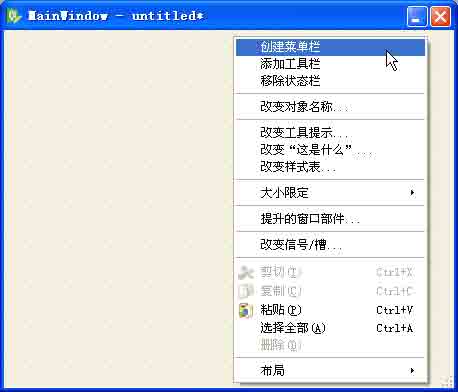 MainWindow - untitled*
创建菜单栏
添加工具栏
移除状态栏
改变对象名称...
改变工具提示...
改变“这是什么”...
改变样式表...
大小限定
提升的窗口部件...
改变信号/槽...
剪切(T) Ctrl+X
复制(C) Ctrl+C
粘贴(P) Ctrl+V
选择全部(A) Ctrl+A
删除(D)
布局